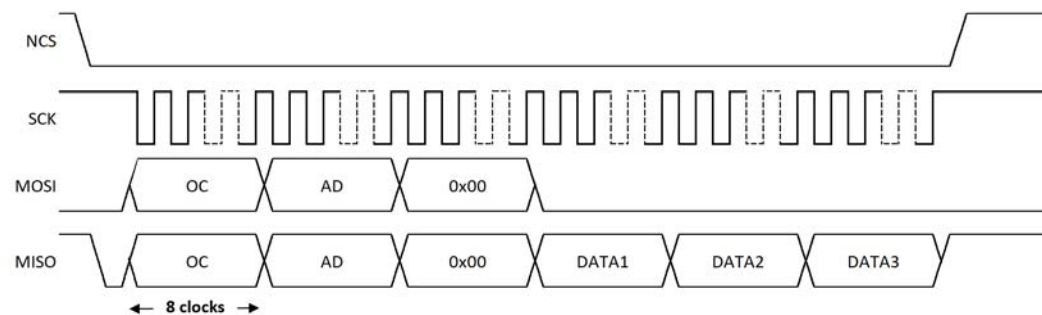 NCS
SCK
MOSI OC AD 0x00
MISO OC AD 0x00 DATA1 DATA2 DATA3
8 clocks